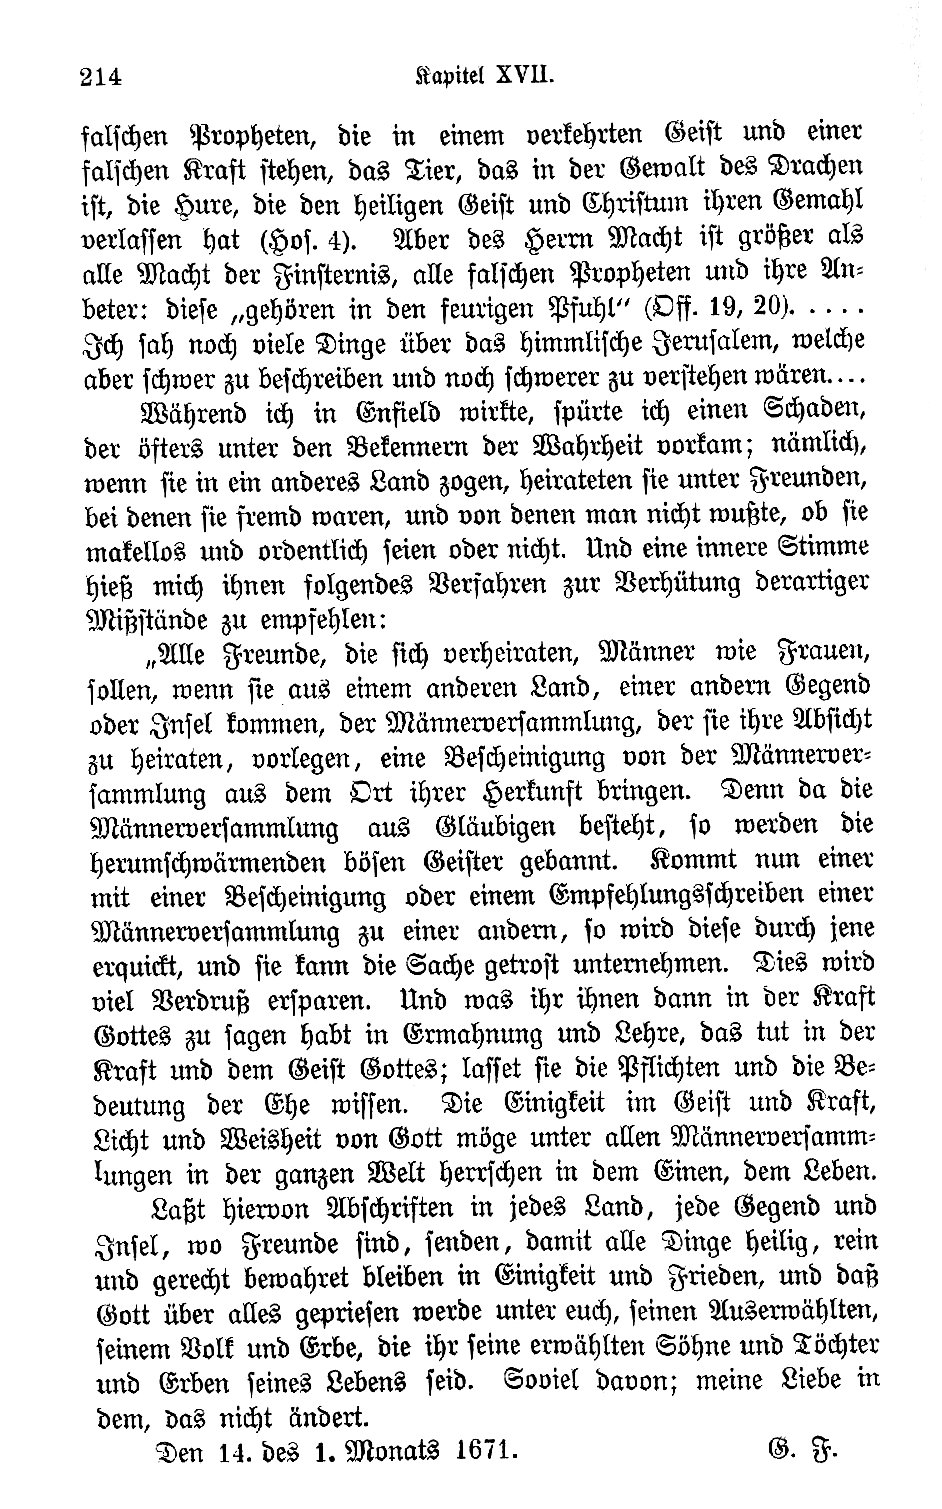 214 Kapitel XVII.
falschen Propheten, die in einem verkehrten Geist und einer
falschen Kraft stehen, das Tier, das in der Gewalt des Drachen
ist, die Hure, die den heiligen Geist und Christum ihren Gemahl
verlassen hat (Hos. 4). Aber des Herrn Macht ist größer als
alle Macht der Finsternis, alle falschen Propheten und ihre An-
beter: diese „gehören in den feurigen Pfuhl“ (Off. 19, 20). . . . .
Ich sah noch viele Dinge über das himmlische Jerusalem, welche
aber schwer zu beschreiben und noch schwerer zu verstehen wären....
Während ich in Enfield wirkte, spürte ich einen Schaden,
der öfters unter den Bekennern der Wahrheit vorkam; nämlich,
wenn sie in ein anderes Land zogen, heirateten sie unter Freunden,
bei denen sie fremd waren, und von denen man nicht wußte, ob sie
makellos und ordentlich seien oder nicht. Und eine innere Stimme
hieß mich ihnen folgendes Verfahren zur Verhütung derartiger
Mißstände zu empfehlen:
„Alle Freunde, die sich verheiraten, Männer wie Frauen,
sollen, wenn sie aus einem anderen Land, einer andern Gegend
oder Insel kommen, der Männerversammlung, der sie ihre Absicht
zu heiraten, vorlegen, eine Bescheinigung von der Männerver-
sammlung aus dem Ort ihrer Herkunft bringen. Denn da die
Männerversammlung aus Gläubigen besteht, so werden die
herumschwärmenden bösen Geister gebannt. Kommt nun einer
mit einer Bescheinigung oder einem Empfehlungsschreiben einer
Männerversammlung zu einer andern, so wird diese durch jene
erquickt, und sie kann die Sache getrost unternehmen. Dies wird
viel Verdruß ersparen. Und was ihr ihnen dann in der Kraft
Gottes zu sagen habt in Ermahnung und Lehre, das tut in der
Kraft und dem Geist Gottes; lasset sie die Pflichten und die Be-
deutung der Ehe wissen. Die Einigkeit im Geist und Kraft,
Licht und Weisheit von Gott möge unter allen Männerversamm-
lungen in der ganzen Welt herrschen in dem Einen, dem Leben.
Laßt hiervon Abschriften in jedes Land, jede Gegend und
Insel, wo Freunde sind, senden, damit alle Dinge heilig, rein
und gerecht bewahret bleiben in Einigkeit und Frieden, und daß
Gott über alles gepriesen werde unter euch, seinen Auserwählten,
seinem Volk und Erbe, die ihr seine erwählten Söhne und Töchter
und Erben seines Lebens seid. Soviel davon; meine Liebe in
dem, das nicht ändert.
Den 14. des 1. Monats 1671. G. F.